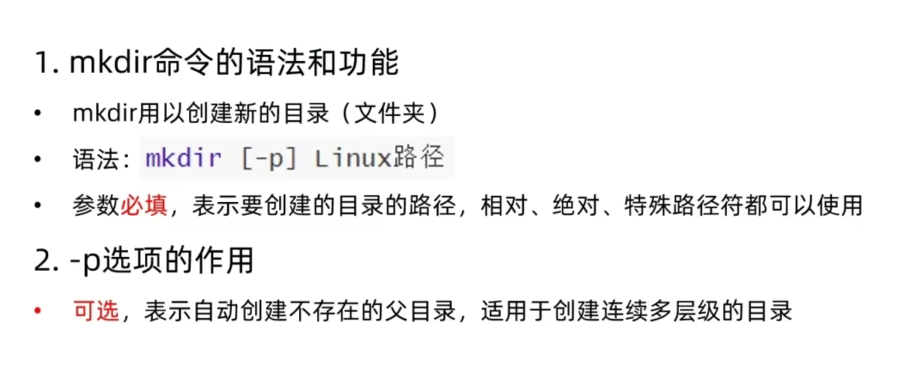 1. mkdir命令的语法和功能
• mkdir用以创建新的目录（文件夹）
• 语法：mkdir [-p] Linux路径
• 参数必填，表示要创建的目录的路径，相对、绝对、特殊路径符都可以使用
2. -p选项的作用
• 可选，表示自动创建不存在的父目录，适用于创建连续多层级的目录